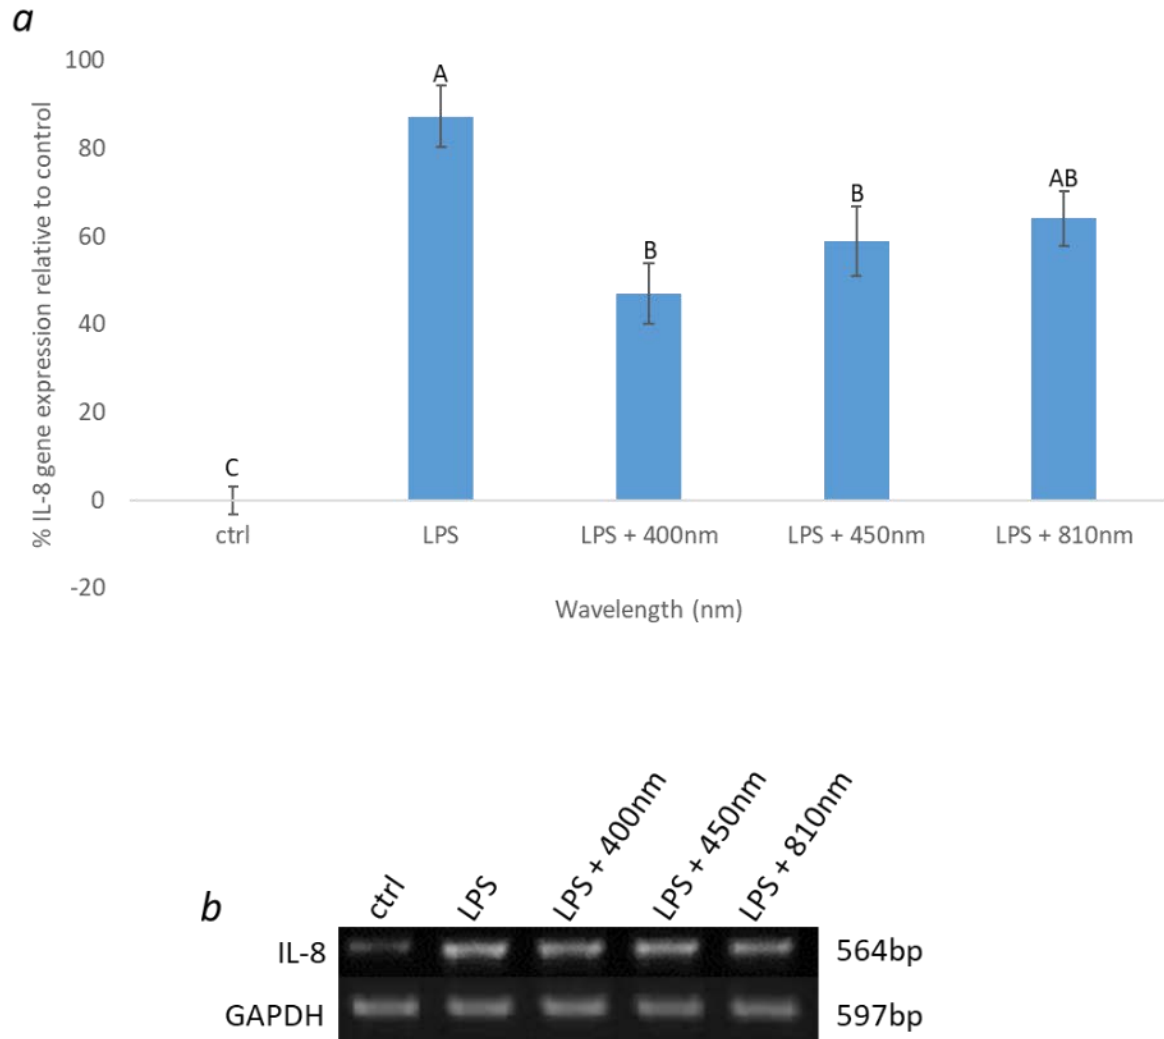 a
100
80
60
40
20
0
-20
% IL-8 gene expression relative to control
C
A
B
B
AB
ctrl LPS LPS + 400nm LPS + 450nm LPS + 810nm
Wavelength (nm)
b
ctrl LPS LPS + 400nm LPS + 450nm LPS + 810nm
IL-8 564bp
GAPDH 597bp